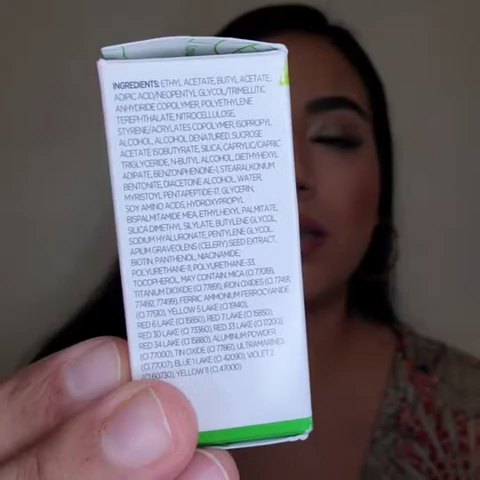 INGREDIENTS: ETHYL ACETATE, BUTYL ACETATE,
ADIPIC ACID/NEOPENTYL GLYCOL/TRIMELLITIC
ANHYDRIDE COPOLYMER, POLYETHYLENE
TEREPHTHALATE, NITROCELLULOSE,
STYRENE/ACRYLATES COPOLYMER, ISOPROPYL
ALCOHOL, ALCOHOL DENATURED, SUCROSE
ACETATE ISOBUTYRATE, SILICA, CAPRYLIC/CAPRIC
TRIGLYCERIDE, N-BUTYL ALCOHOL, DIETHYHEXYL
ADIPATE, BENZONPHENONE-1, STEARALKONIUM
BENTONITE, DIACETONE ALCOHOL, WATER,
MYRISTOYL PENTAPEPTIDE-17, GLYCERIN,
SOY AMINO ACIDS, HYDROXYPROPYL
BISPALMITAMIDE MEA, ETHYLHEXYL PALMITATE,
SILICA DIMETHYL SILYLATE, BUTYLENE GLYCOL,
SODIUM HYALURONATE, PENTYLENE GLYCOL,
APIUM GRAVEOLENS (CELERY) SEED EXTRACT,
BIOTIN, PANTHENOL, NIACINAMIDE,
POLYURETHANE-11, POLYURETHANE-33,
TOCOPHEROL. MAY CONTAIN: MICA (CI 77019),
TITANIUM DIOXIDE (CI 77891), IRON OXIDES (CI 77491,
77492, 77499), FERRIC AMMONIUM FERROCYANIDE
(CI 77510), YELLOW 5 LAKE (CI 19140),
RED 6 LAKE (CI 15850), RED 7 LAKE (CI 15850),
RED 30 LAKE (CI 73360), RED 33 LAKE (CI 17200),
RED 34 LAKE (CI 15880), ALUMINUM POWDER
(CI 77000), TIN OXIDE (CI 77861), ULTRAMARINES
(CI 77007), BLUE 1 LAKE (CI 42090), VIOLET 2
(CI 60730), YELLOW 11 (CI 47000)